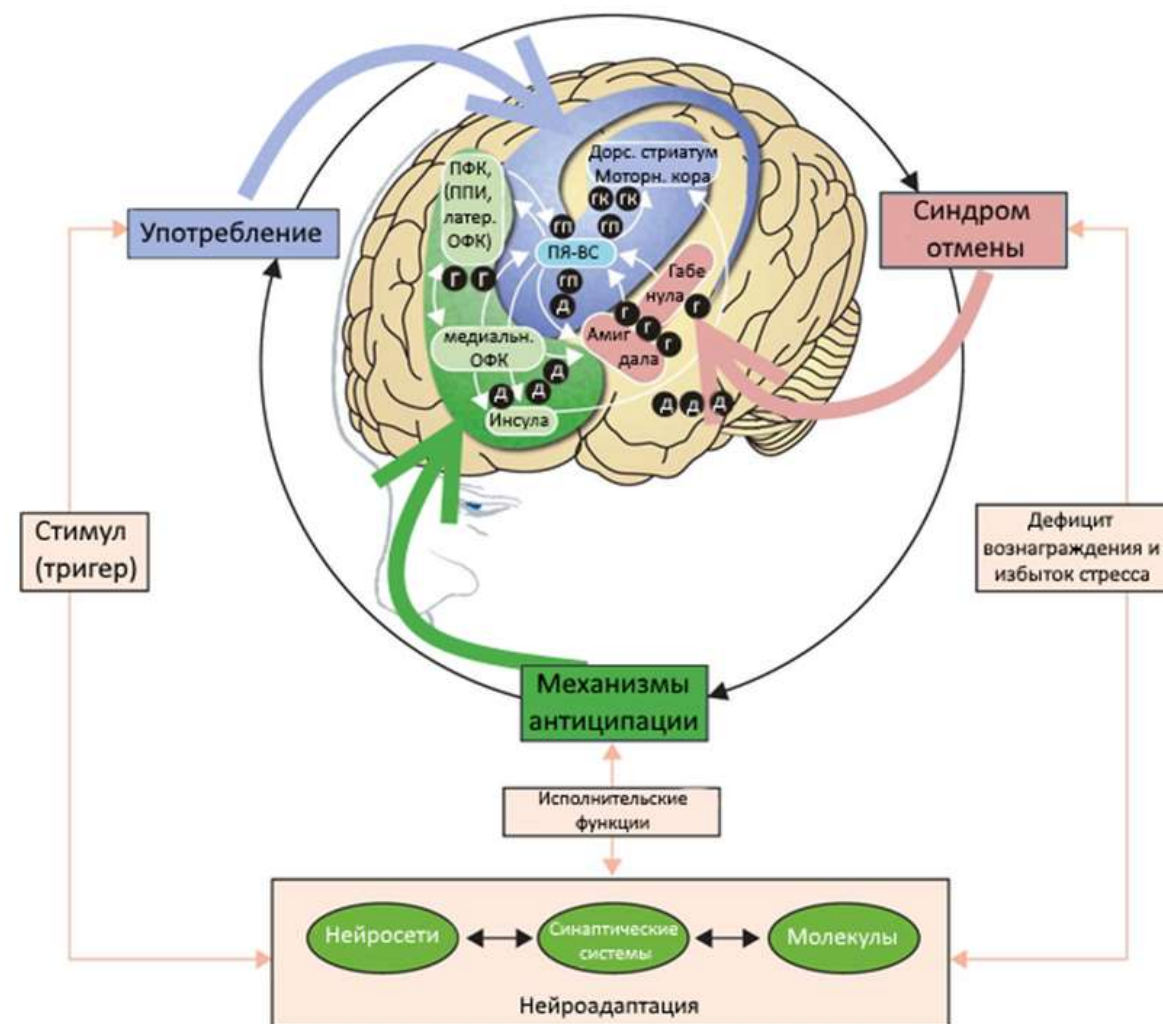 ПФК,
(ППИ,
латер.
ОФК)
Дорс. стриатум
Моторн. кора
гк гк
гп гп
Употребление
Синдром
отмены
ПЯ-ВС
Г Г
гп
Д
Габе
нула
г г
г
г
Амиг
дала
медиальн.
ОФК
Д Д Д
Инсула
Д Д Д
Стимул
(тригер)
Дефицит
вознаграждения и
избыток стресса
Механизмы
антиципации
Исполнительские
функции
Нейросети
Синаптические
системы
Молекулы
Нейроадаптация